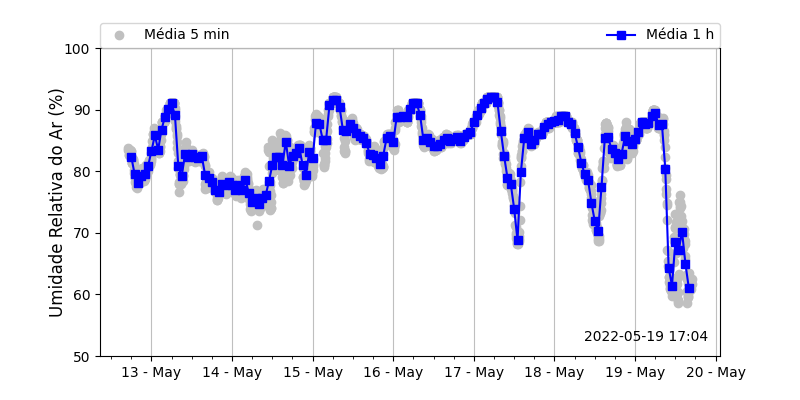 Média 5 min
Média 1 h
Umidade Relativa do Ar (%)
100
90
80
70
60
50
2022-05-19 17:04
13 - May
14 - May
15 - May
16 - May
17 - May
18 - May
19 - May
20 - May